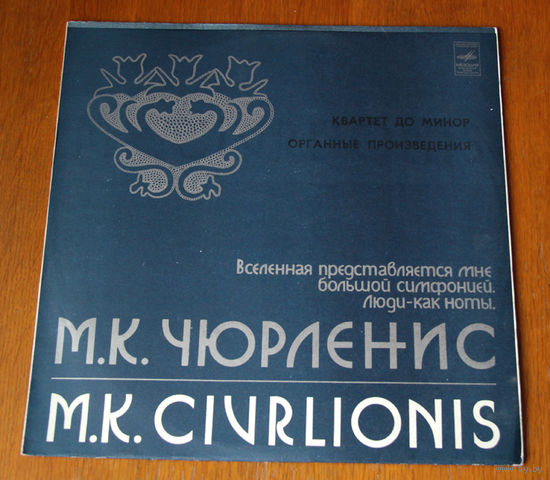 КВАРТЕТ ДО МИНОР
ОРГАННЫЕ ПРОИЗВЕДЕНИЯ
Вселенная представляется мне
большой симфонией.
Люди-как ноты.
М.К. ЧЮРЛЕНИС
M.K. CIVRLIONIS